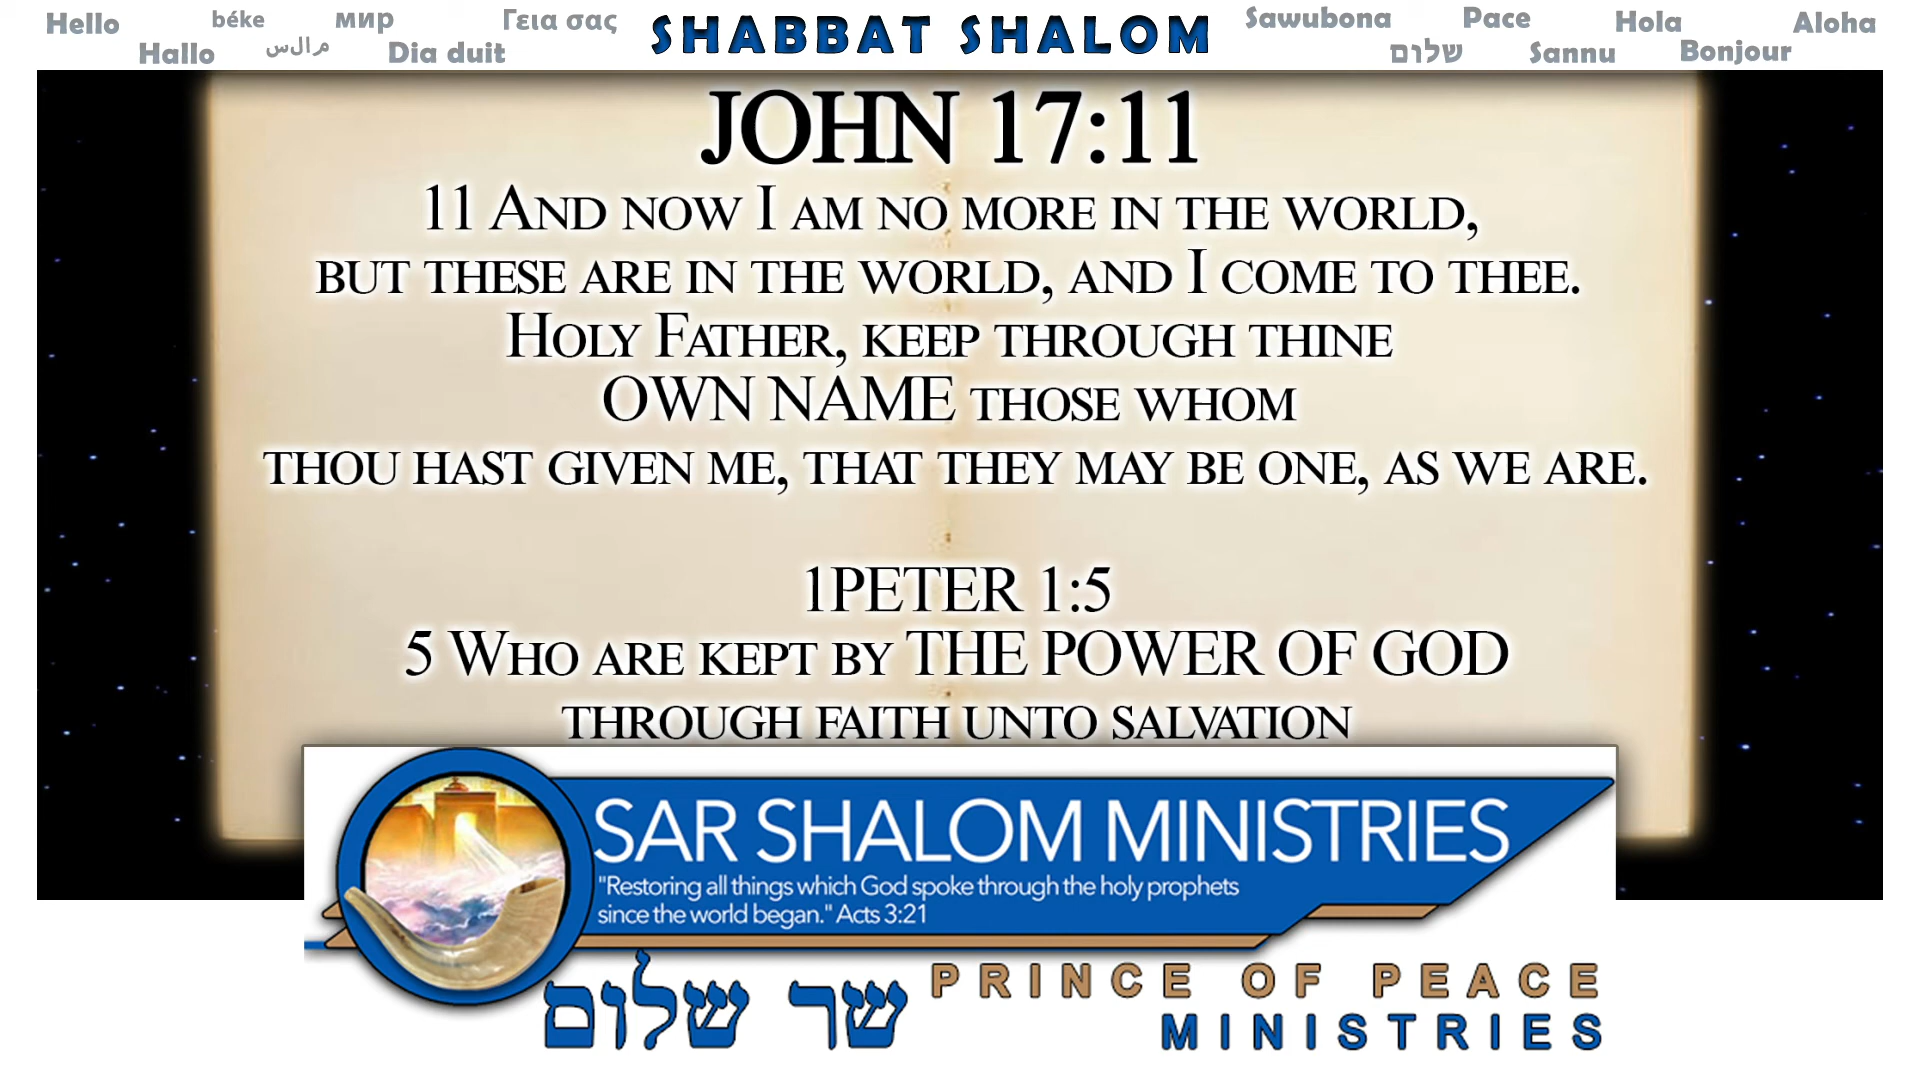 Hello béke мир Γεια σας SHABBAT SHALOM Sawubona Pace Hola Aloha
Hallo سلام Dia duit שלום Sannu Bonjour
JOHN 17:11
11 And now I am no more in the world,
but these are in the world, and I come to thee.
Holy Father, keep through thine
OWN NAME those whom
thou hast given me, that they may be one, as we are.
1PETER 1:5
5 Who are kept by THE POWER OF GOD
through faith unto salvation
SAR SHALOM MINISTRIES
"Restoring all things which God spoke through the holy prophets
since the world began." Acts 3:21
שר שלום PRINCE OF PEACE
MINISTRIES